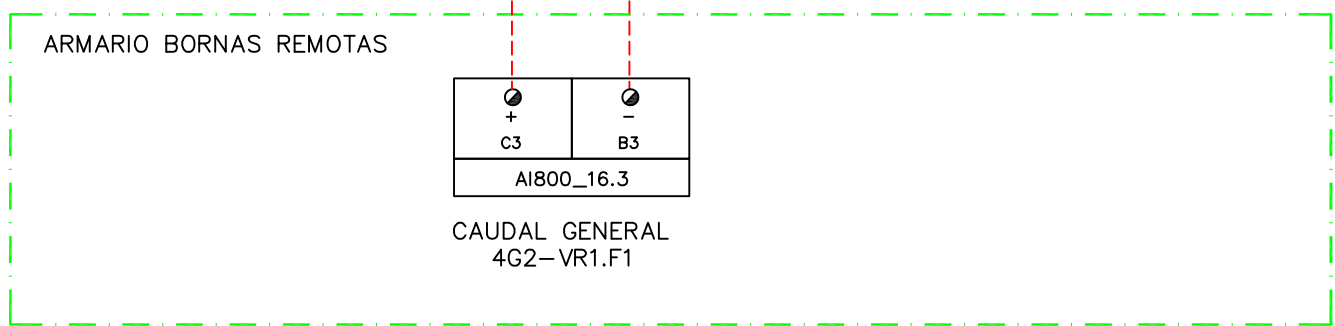 ARMARIO BORNAS REMOTAS
+ -
C3 B3
AI800_16.3
CAUDAL GENERAL
4G2-VR1.F1